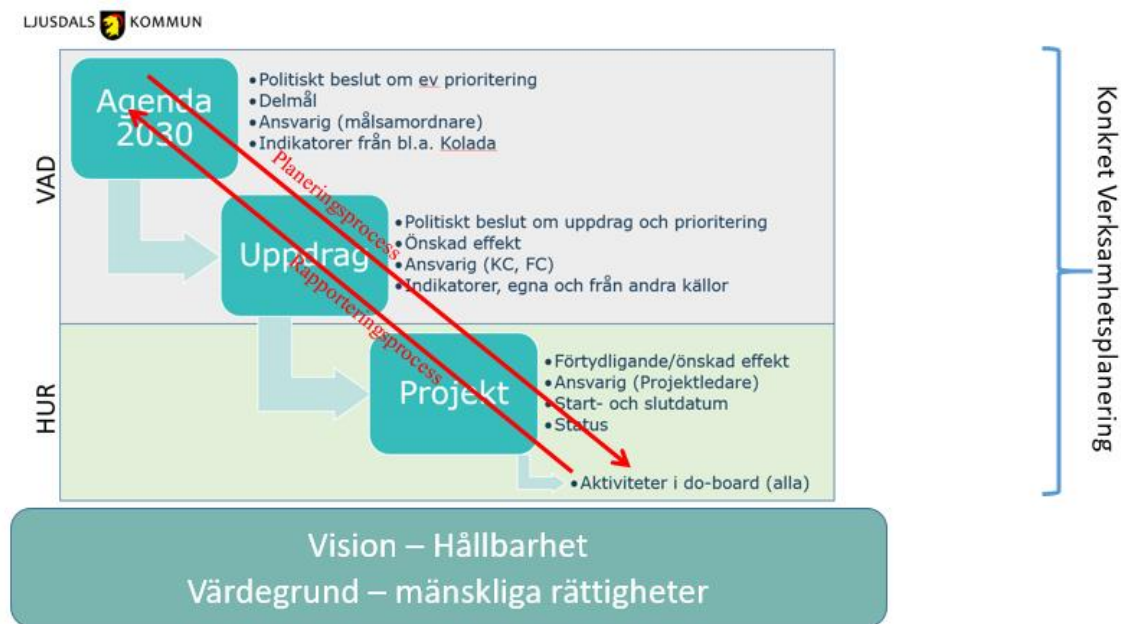 LJUSDALS KOMMUN
VAD
Agenda
2030
•Politiskt beslut om ev prioritering
•Delmål
•Ansvarig (målsamordnare)
•Indikatorer från bl.a. Kolada
Planeringsprocess
Uppdrag
•Politiskt beslut om uppdrag och prioritering
•Önskad effekt
•Ansvarig (KC, FC)
•Indikatorer, egna och från andra källor
Rapporteringsprocess
HUR
Projekt
•Förtydligande/önskad effekt
•Ansvarig (Projektledare)
•Start- och slutdatum
•Status
•Aktiviteter i do-board (alla)
Konkret Verksamhetsplanering
Vision – Hållbarhet
Värdegrund – mänskliga rättigheter